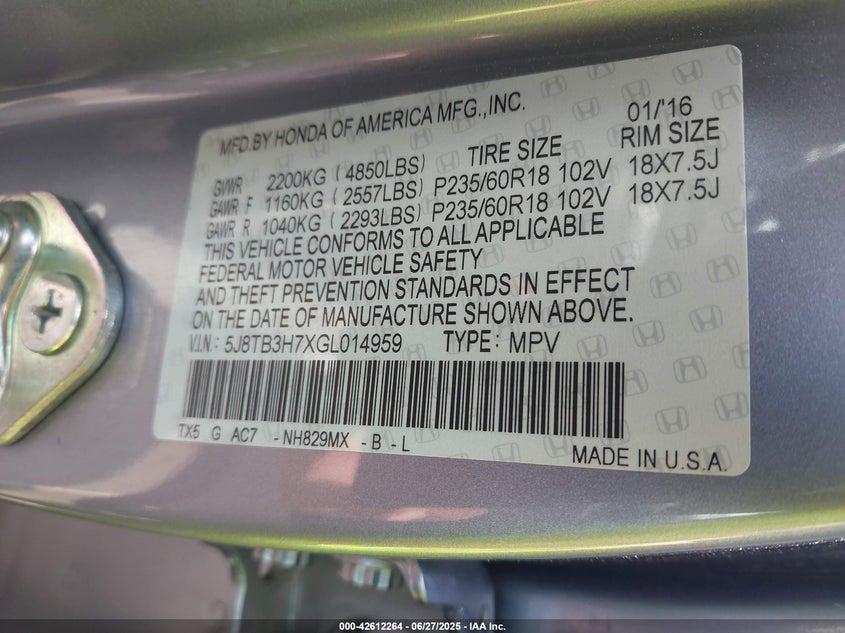 MFD.BY HONDA OF AMERICA MFG.,INC. 01/'16
GVWR 2200KG (4850LBS) TIRE SIZE RIM SIZE
GAWR F 1160KG (2557LBS) P235/60R18 102V 18X7.5J
GAWR R 1040KG (2293LBS) P235/60R18 102V 18X7.5J
THIS VEHICLE CONFORMS TO ALL APPLICABLE
FEDERAL MOTOR VEHICLE SAFETY
AND THEFT PREVENTION STANDARDS IN EFFECT
ON THE DATE OF MANUFACTURE SHOWN ABOVE.
V.I.N: 5J8TB3H7XGL014959 TYPE: MPV
TX5 G AC7 -NH829MX -B -L
MADE IN U.S.A.
000-42612264 | 06/27/2025 - IAA Inc.